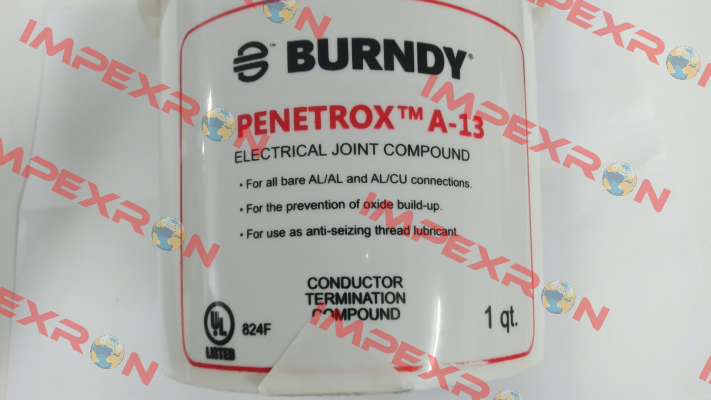 BURNDY®
PENETROX™ A-13
ELECTRICAL JOINT COMPOUND
• For all bare AL/AL and AL/CU connections.
• For the prevention of oxide build-up.
• For use as anti-seizing thread lubricant.
CONDUCTOR
TERMINATION
COMPOUND
1 qt.
UL
LISTED
824F
IMPEXRON
IMPEXRON
IMPEXRON
IMPEXRON
IMPEXRON
IMPEXRON